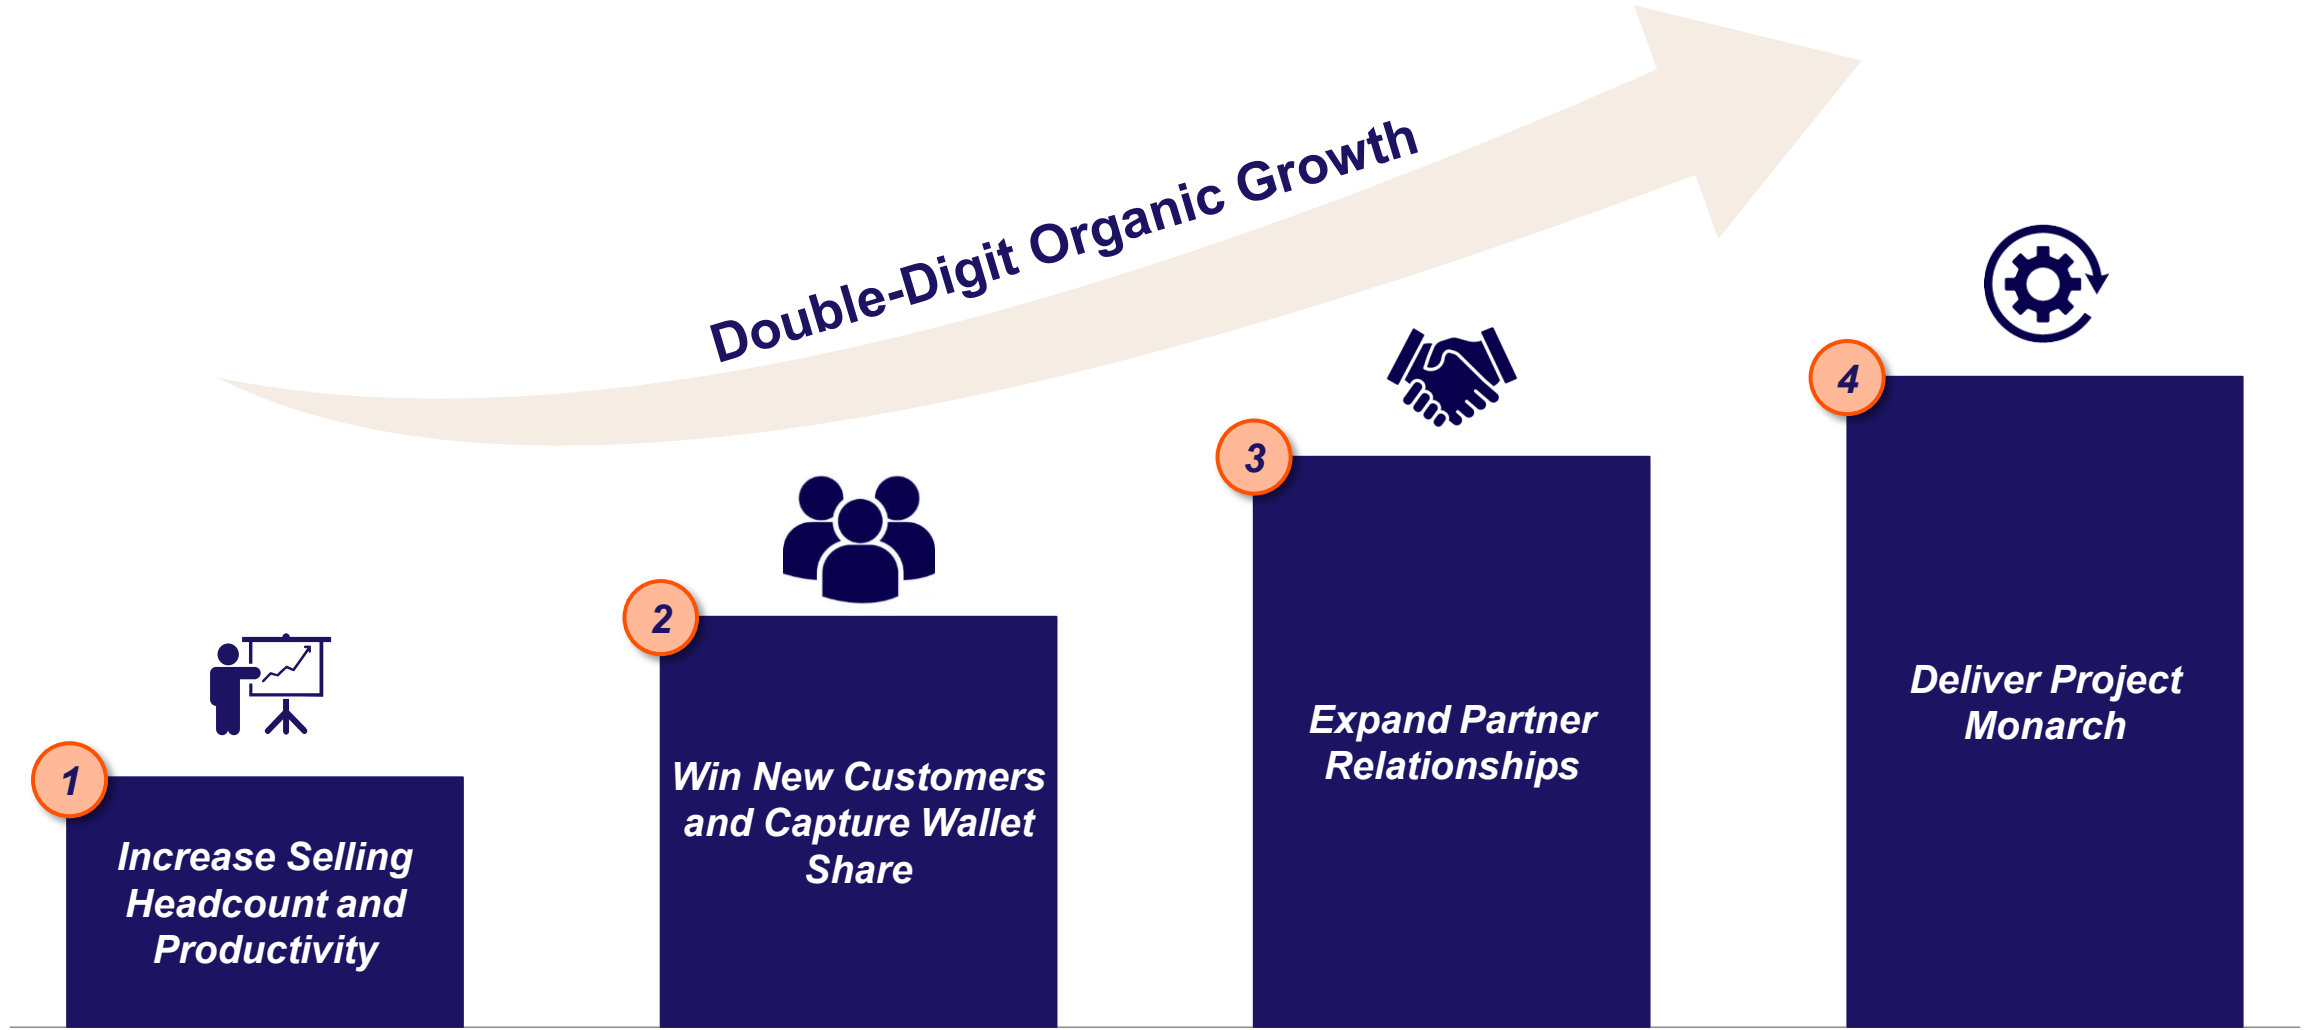 Double-Digit Organic Growth
1
Increase Selling
Headcount and
Productivity
2
Win New Customers
and Capture Wallet
Share
3
Expand Partner
Relationships
4
Deliver Project
Monarch